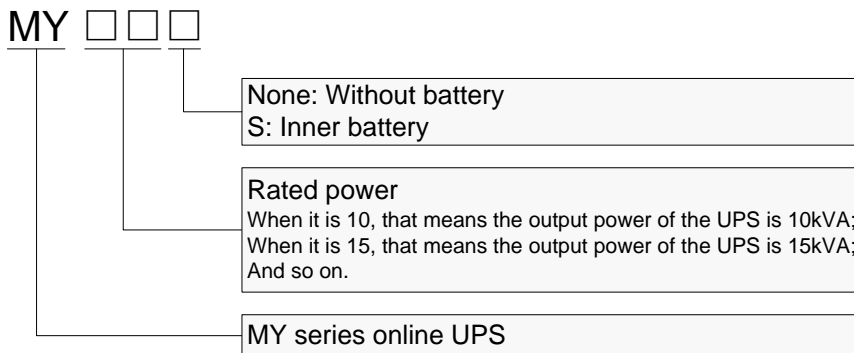 MY □□□
None: Without battery
S: Inner battery
Rated power
When it is 10, that means the output power of the UPS is 10kVA;
When it is 15, that means the output power of the UPS is 15kVA;
And so on.
MY series online UPS